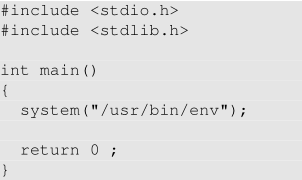 #include <stdio.h>
#include <stdlib.h>

int main()
{
  system("/usr/bin/env");

  return 0 ;
}